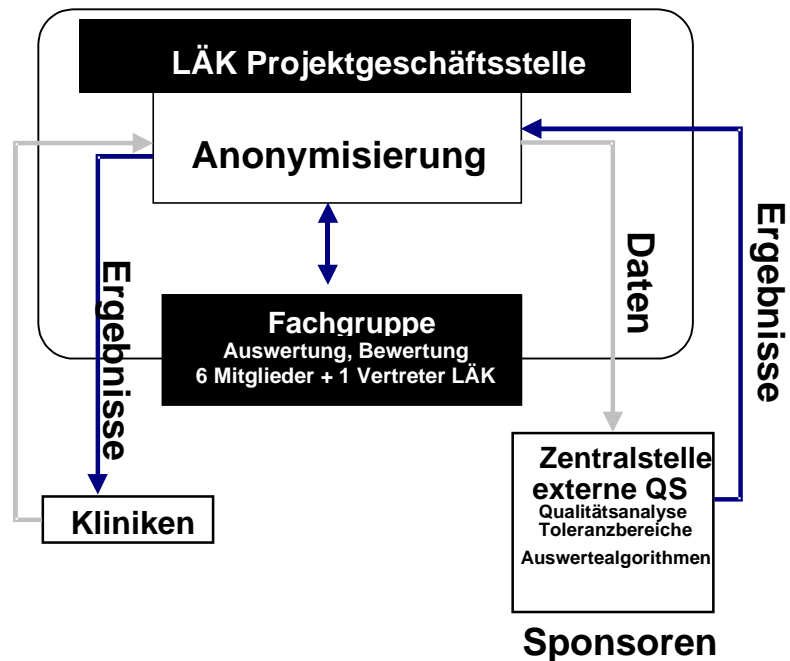 LÄK Projektgeschäftsstelle
Anonymisierung
Ergebnisse
Daten
Ergebnisse
Fachgruppe
Auswertung, Bewertung
6 Mitglieder + 1 Vertreter LÄK
Kliniken
Zentralstelle
externe QS
Qualitätsanalyse
Toleranzbereiche
Auswertealgorithmen
Sponsoren